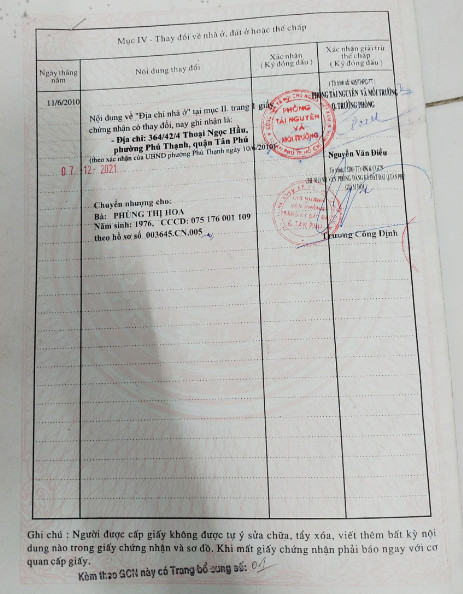 Mục IV - Thay đổi về nhà ở, đất ở hoặc thế chấp
Ngày tháng năm
Nội dung thay đổi
Xác nhận (Ký đóng dấu)
Xác nhận giải trừ thế chấp (Ký đóng dấu)
11/6/2010
Nội dung về "Địa chỉ nhà ở" tại mục II. trang 1 giấy
chứng nhận có thay đổi, nay ghi nhận là:
- Địa chỉ: 364/42/4 Thoại Ngọc Hầu,
phường Phú Thạnh, quận Tân Phú
(theo xác nhận của UBND phường Phú Thạnh ngày 10/6/2010)
PHÒNG TÀI NGUYÊN VÀ MÔI TRƯỜNG
Q. TRƯỞNG PHÒNG
PHÒNG
TÀI NGUYÊN
VÀ
MÔI TRƯỜNG
Nguyễn Văn Điều
07-12-2021
Chuyển nhượng cho:
Bà: PHÙNG THỊ HOA
Năm sinh: 1976, CCCD: 075 176 001 109
theo hồ sơ số 003645.CN.005
Q. TÂN PHÚ
Trương Công Định
Ghi chú : Người được cấp giấy không được tự ý sửa chữa, tẩy xóa, viết thêm bất kỳ nội
dung nào trong giấy chứng nhận và sơ đồ. Khi mất giấy chứng nhận phải báo ngay với cơ
quan cấp giấy.
Kèm theo GCN này có Trang bổ sung số: 01